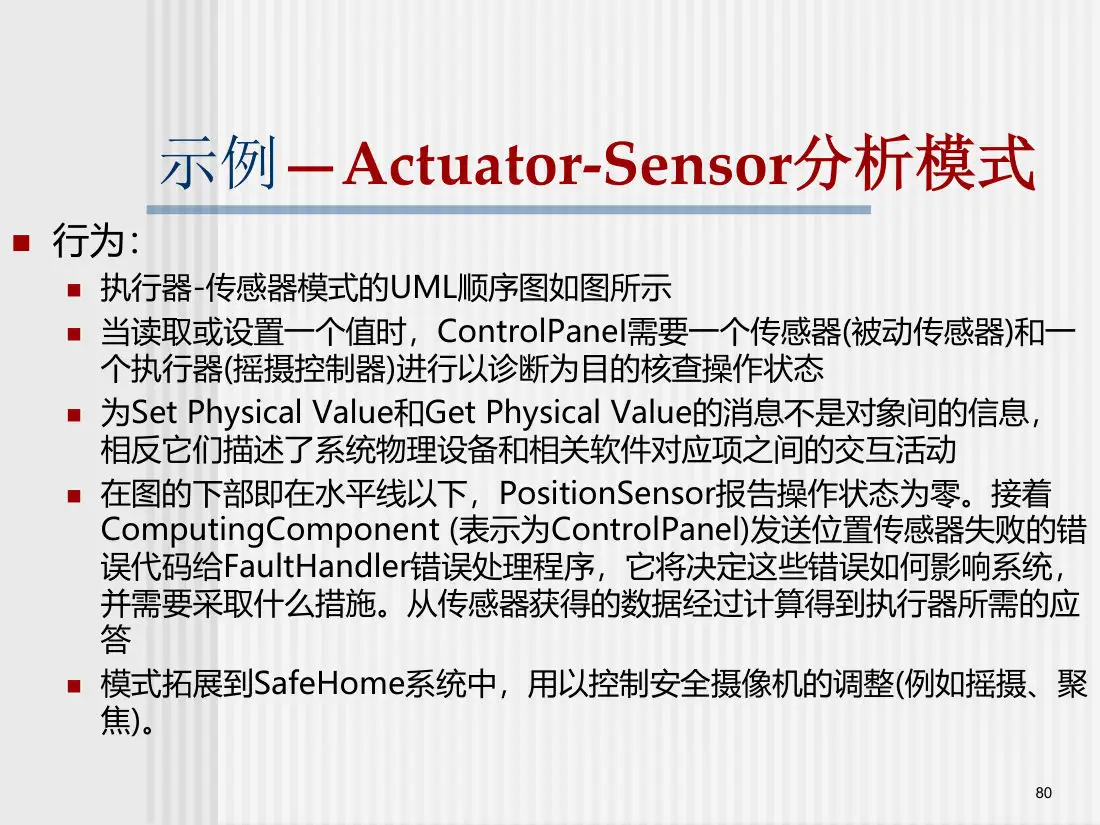 示例—Actuator-Sensor分析模式
行为：
执行器-传感器模式的UML顺序图如图所示
当读取或设置一个值时，ControlPanel需要一个传感器(被动传感器)和一
个执行器(摇摄控制器)进行以诊断为目的核查操作状态
为Set Physical Value和Get Physical Value的消息不是对象间的信息，
相反它们描述了系统物理设备和相关软件对应项之间的交互活动
在图的下部即在水平线以下，PositionSensor报告操作状态为零。接着
ComputingComponent (表示为ControlPanel)发送位置传感器失败的错
误代码给FaultHandler错误处理程序，它将决定这些错误如何影响系统，
并需要采取什么措施。从传感器获得的数据经过计算得到执行器所需的应
答
模式拓展到SafeHome系统中，用以控制安全摄像机的调整(例如摇摄、聚
焦)。
80